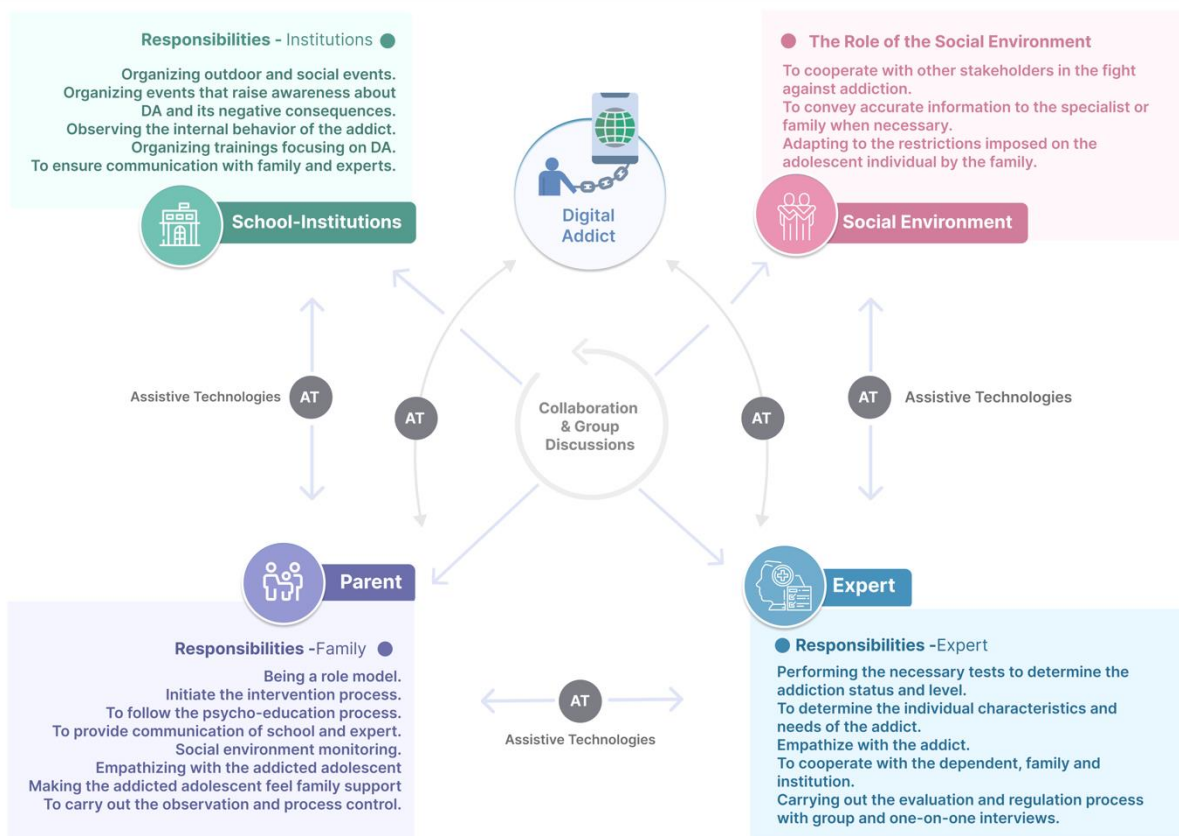 Responsibilities - Institutions
Organizing outdoor and social events.
Organizing events that raise awareness about
DA and its negative consequences.
Observing the internal behavior of the addict.
Organizing trainings focusing on DA.
To ensure communication with family and experts.
School-Institutions
Digital
Addict
The Role of the Social Environment
To cooperate with other stakeholders in the fight
against addiction.
To convey accurate information to the specialist or
family when necessary.
Adapting to the restrictions imposed on the
adolescent individual by the family.
Social Environment
Assistive Technologies
AT
AT
Collaboration
& Group
Discussions
AT
AT
Assistive Technologies
Parent
Responsibilities -Family
Being a role model.
Initiate the intervention process.
To follow the psycho-education process.
To provide communication of school and expert.
Social environment monitoring.
Empathizing with the addicted adolescent
Making the addicted adolescent feel family support
To carry out the observation and process control.
AT
Assistive Technologies
Expert
Responsibilities -Expert
Performing the necessary tests to determine the
addiction status and level.
To determine the individual characteristics and
needs of the addict.
Empathize with the addict.
To cooperate with the dependent, family and
institution.
Carrying out the evaluation and regulation process
with group and one-on-one interviews.